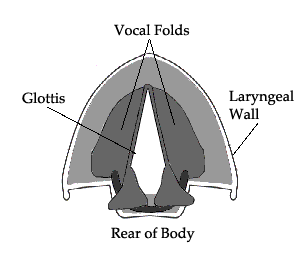 Vocal Folds
Glottis
Laryngeal
Wall
Rear of Body